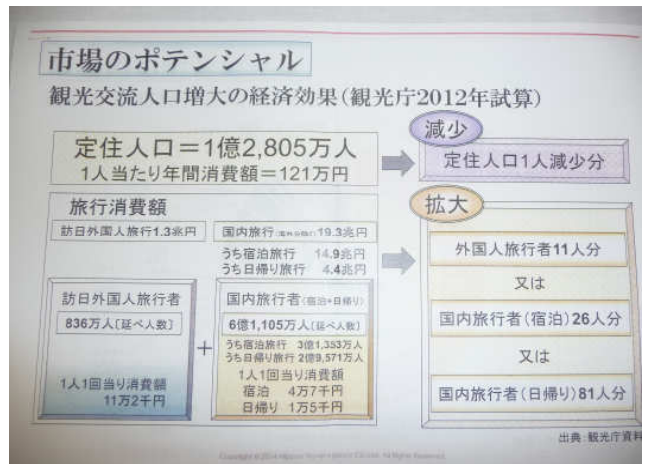 市場のポテンシャル
観光交流人口増大の経済効果(観光庁2012年試算)
定住人口=1億2,805万人
1人当たり年間消費額=121万円
減少
定住人口1人減少分
旅行消費額
訪日外国人旅行1.3兆円
国内旅行 19.3兆円
うち宿泊旅行 14.9兆円
うち日帰り旅行 4.4兆円
訪日外国人旅行者
836万人〔延べ人数〕
1人1回当り消費額
11万2千円
+
国内旅行者(宿泊+日帰り)
6億1,105万人〔延べ人数〕
うち宿泊旅行 3億1,353万人
うち日帰り旅行 2億9,571万人
1人1回当り消費額
宿泊 4万7千円
日帰り 1万5千円
拡大
外国人旅行者11人分
又は
国内旅行者(宿泊)26人分
又は
国内旅行者(日帰り)81人分
出典:観光庁資料